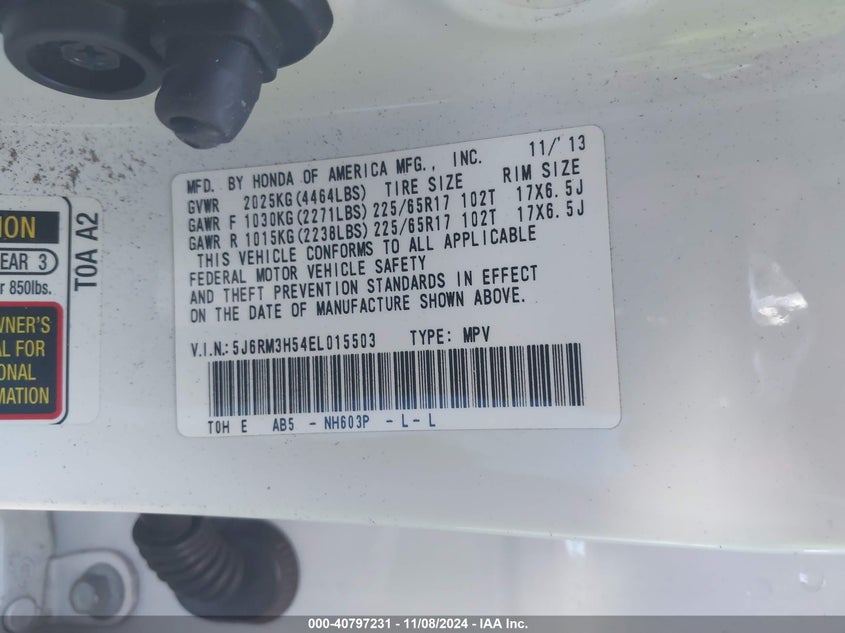 MFD. BY HONDA OF AMERICA MFG., INC. 11/'13
GVWR 2025KG(4464LBS) TIRE SIZE RIM SIZE
GAWR F 1030KG(2271LBS) 225/65R17 102T 17X6.5J
GAWR R 1015KG(2238LBS) 225/65R17 102T 17X6.5J
THIS VEHICLE CONFORMS TO ALL APPLICABLE
FEDERAL MOTOR VEHICLE SAFETY
AND THEFT PREVENTION STANDARDS IN EFFECT
ON THE DATE OF MANUFACTURE SHOWN ABOVE.
V.I.N.: 5J6RM3H54EL015503 TYPE: MPV
TOH E AB5 - NH603P - L - L
ION
EAR 3
r 850lbs.
WNER'S
AL FOR
IONAL
MATION
TOA A2
000-40797231 - 11/08/2024 - IAA Inc.